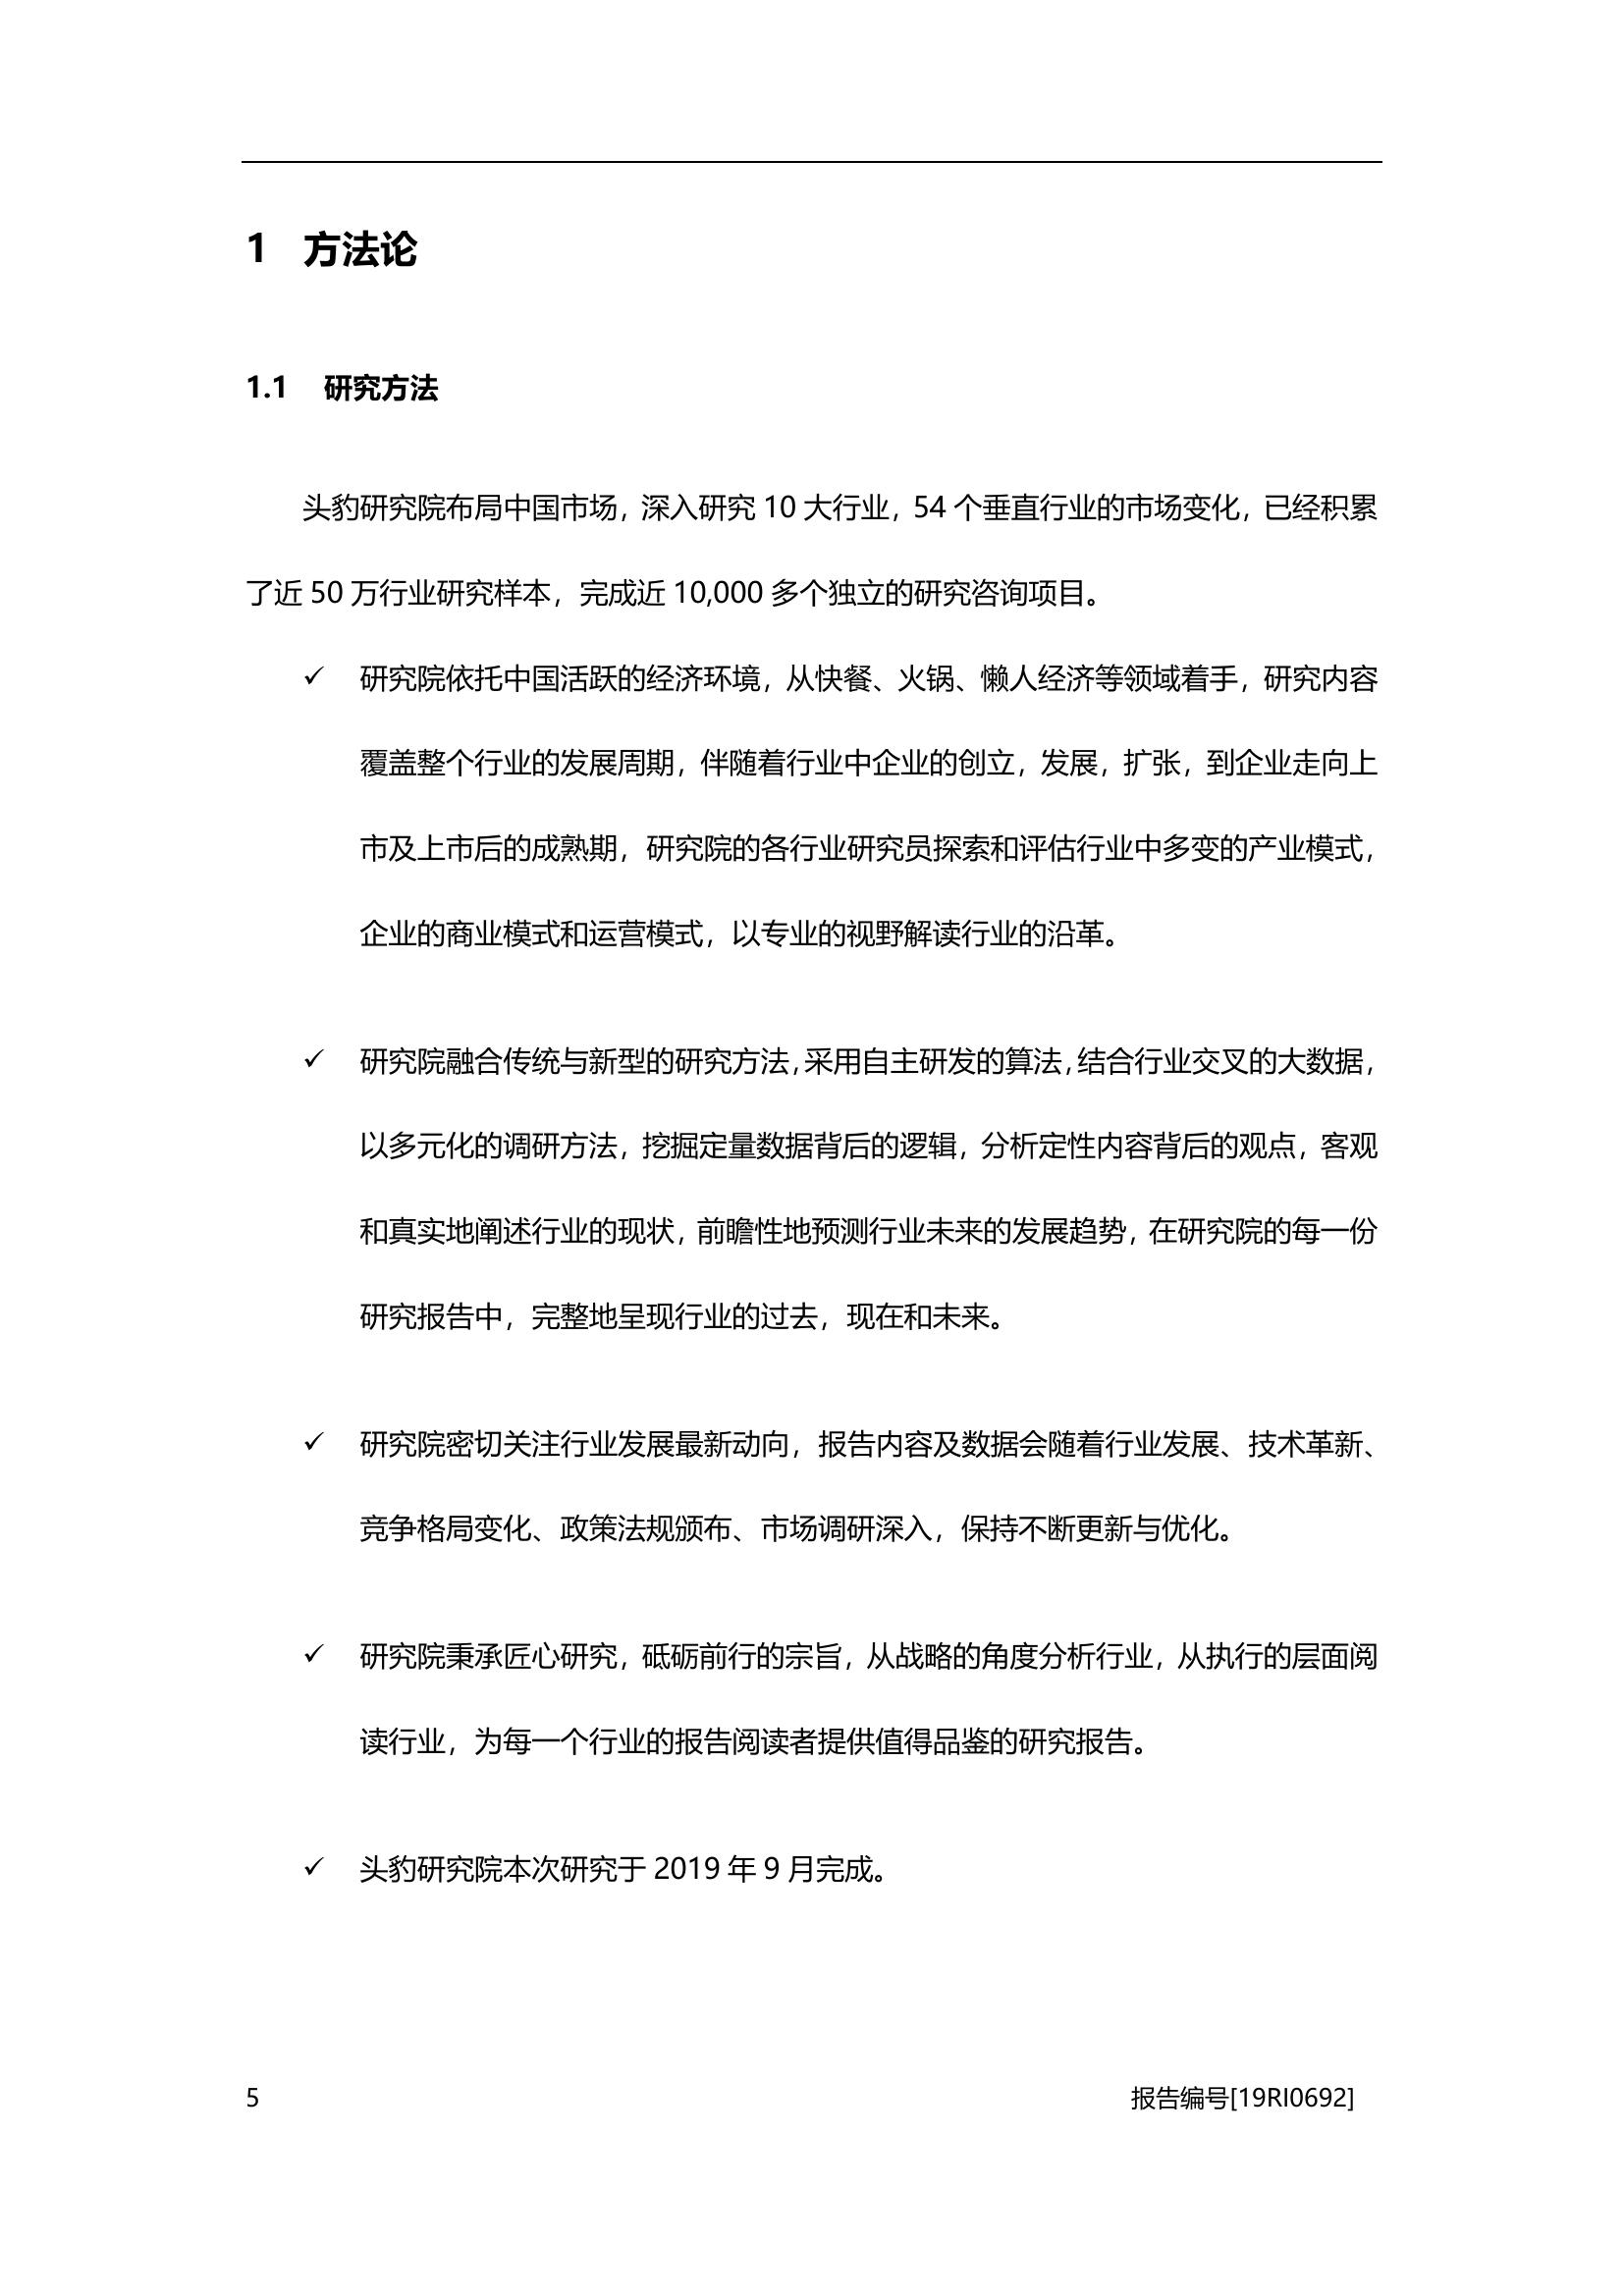 1 方法论
1.1 研究方法
头豹研究院布局中国市场，深入研究 10 大行业，54 个垂直行业的市场变化，已经积累
了近 50 万行业研究样本，完成近 10,000 多个独立的研究咨询项目。
✓ 研究院依托中国活跃的经济环境，从快餐、火锅、懒人经济等领域着手，研究内容
覆盖整个行业的发展周期，伴随着行业中企业的创立，发展，扩张，到企业走向上
市及上市后的成熟期，研究院的各行业研究员探索和评估行业中多变的产业模式，
企业的商业模式和运营模式，以专业的视野解读行业的沿革。
✓ 研究院融合传统与新型的研究方法，采用自主研发的算法，结合行业交叉的大数据，
以多元化的调研方法，挖掘定量数据背后的逻辑，分析定性内容背后的观点，客观
和真实地阐述行业的现状，前瞻性地预测行业未来的发展趋势，在研究院的每一份
研究报告中，完整地呈现行业的过去，现在和未来。
✓ 研究院密切关注行业发展最新动向，报告内容及数据会随着行业发展、技术革新、
竞争格局变化、政策法规颁布、市场调研深入，保持不断更新与优化。
✓ 研究院秉承匠心研究，砥砺前行的宗旨，从战略的角度分析行业，从执行的层面阅
读行业，为每一个行业的报告阅读者提供值得品鉴的研究报告。
✓ 头豹研究院本次研究于 2019 年 9 月完成。
5 报告编号[19RI0692]